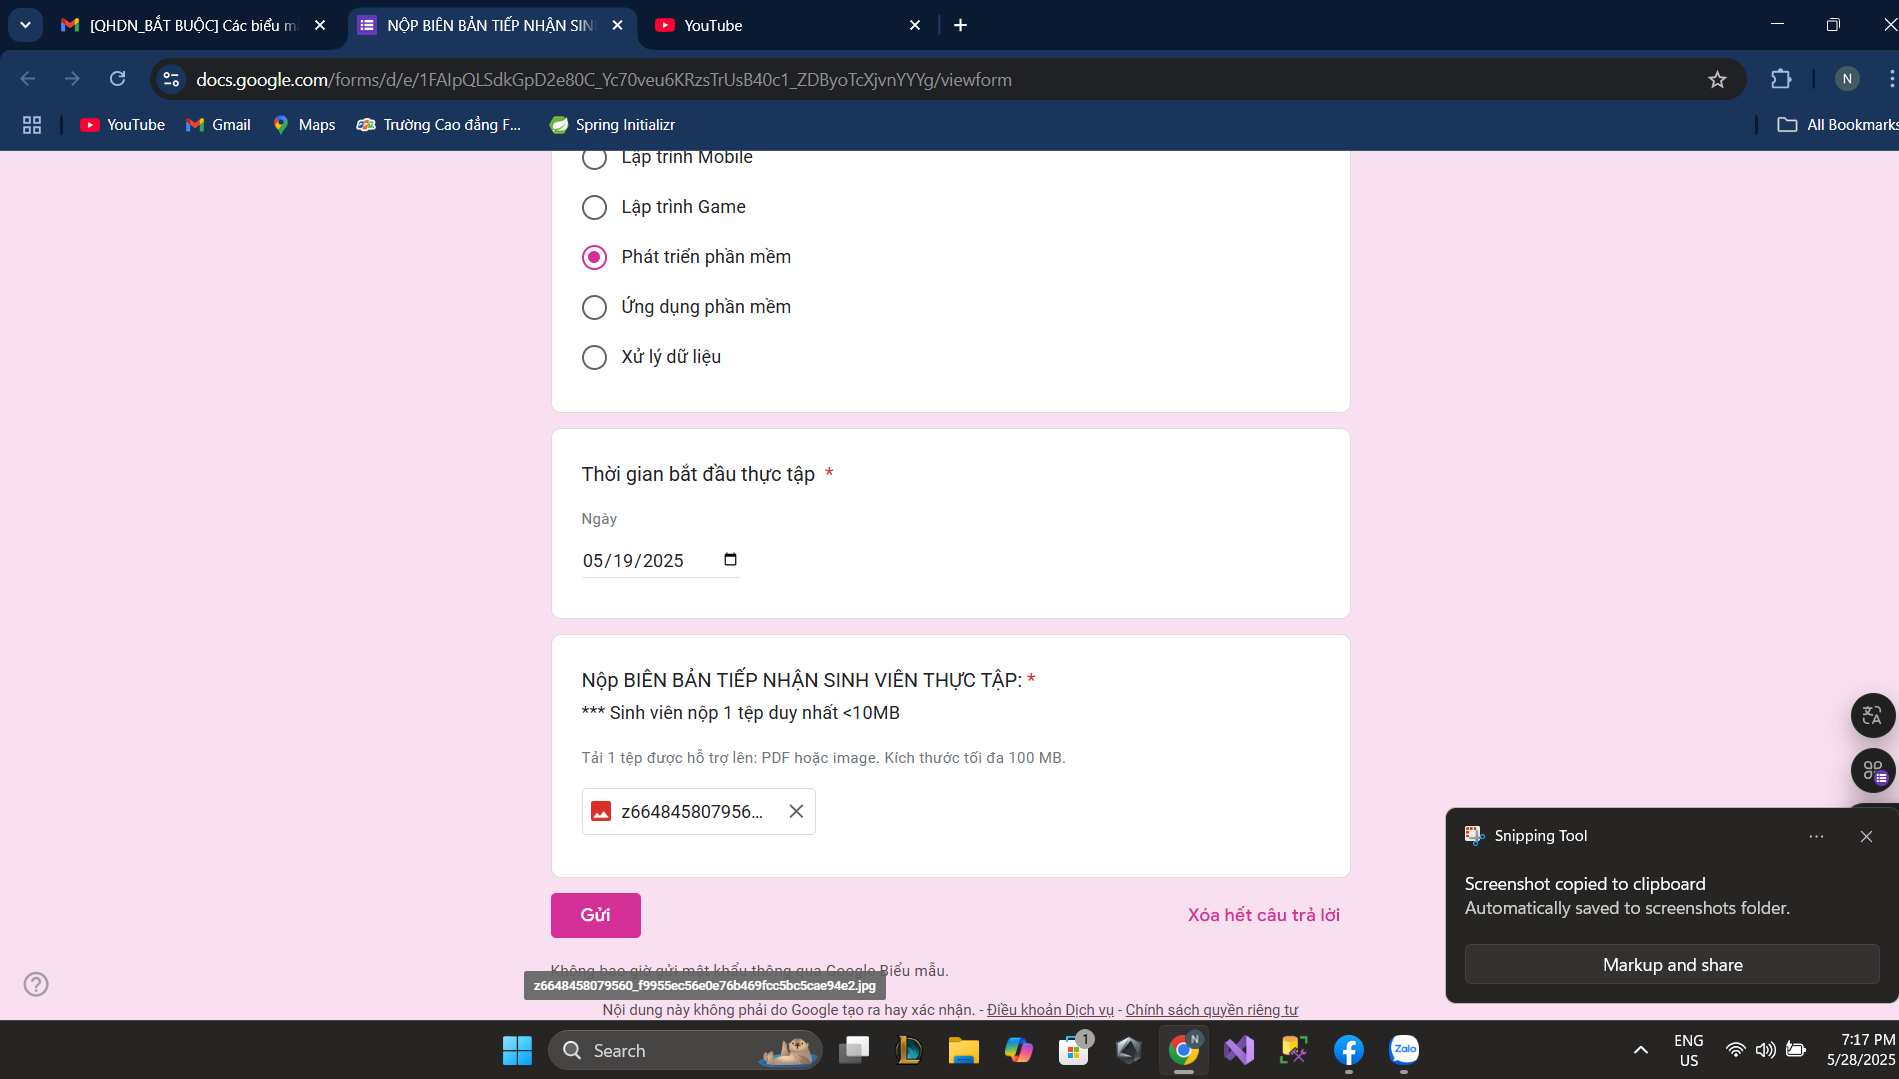 [QHDN_BẮT BUỘC] Các biểu m
NỘP BIÊN BẢN TIẾP NHẬN SIN
YouTube
docs.google.com/forms/d/e/1FAIpQLSdkGpD2e80C_Yc70veu6KRzsTrUsB40c1_ZDByoTcXjvnYYYg/viewform
N
YouTube
Gmail
Maps
Trường Cao đẳng F...
Spring Initializr
All Bookmarks
Lập trình Mobile
Lập trình Game
Phát triển phần mềm
Ứng dụng phần mềm
Xử lý dữ liệu
Thời gian bắt đầu thực tập *
Ngày
05/19/2025
Nộp BIÊN BẢN TIẾP NHẬN SINH VIÊN THỰC TẬP: *
*** Sinh viên nộp 1 tệp duy nhất <10MB
Tải 1 tệp được hỗ trợ lên: PDF hoặc image. Kích thước tối đa 100 MB.
z664845807956...
Gửi
Xóa hết câu trả lời
Không bao giờ gửi mật khẩu thông qua Google Biểu mẫu.
z6648458079560_f9955ec56e0e76b469fcc5bc5cae94e2.jpg
Nội dung này không phải do Google tạo ra hay xác nhận. - Điều khoản Dịch vụ - Chính sách quyền riêng tư
Snipping Tool
Screenshot copied to clipboard
Automatically saved to screenshots folder.
Markup and share
Search
1
N
Zalo
ENG
US
7:17 PM
5/28/2025